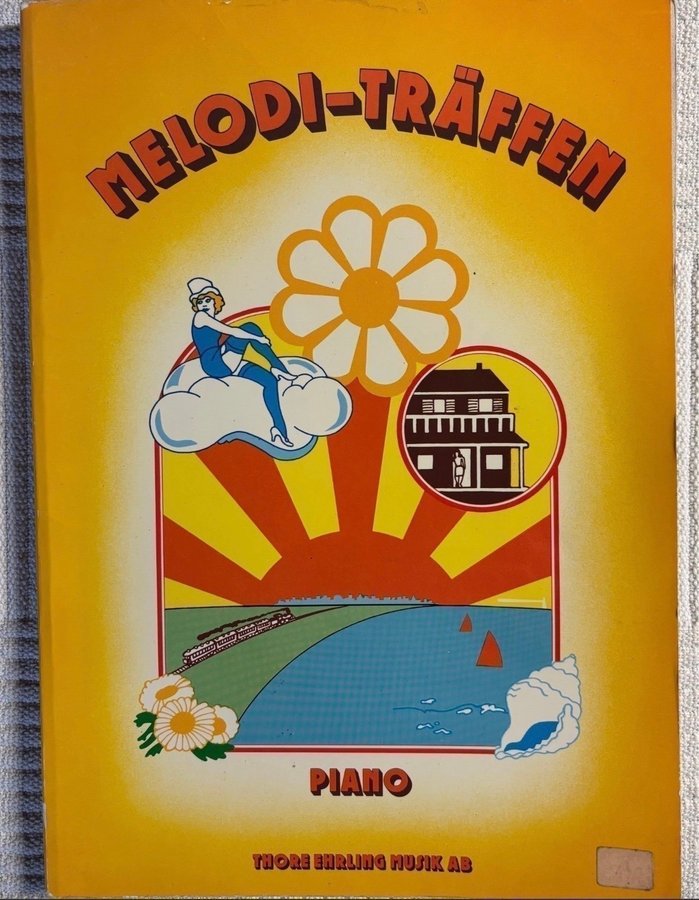 MELODI-TRÄFFEN
PIANO
THORE EHRLING MUSIK AB